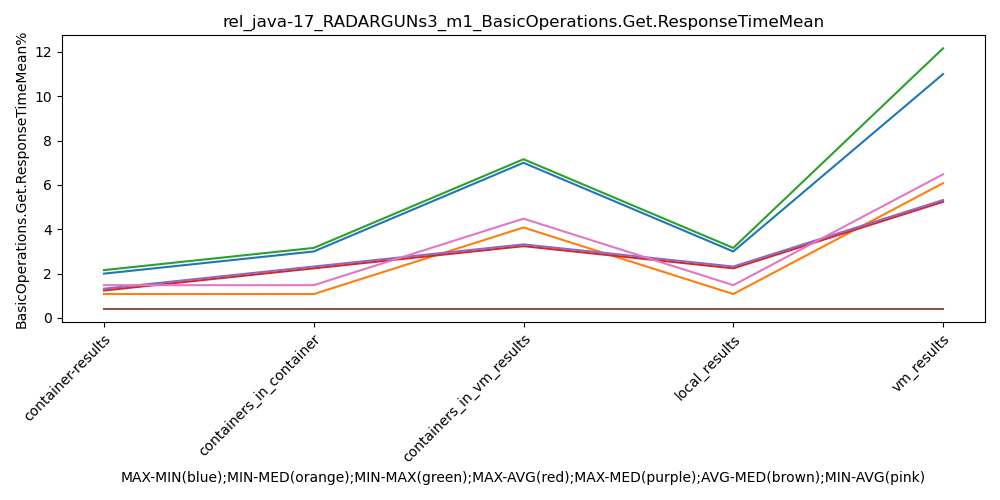 rel_java-17_RADARGUNs3_m1_BasicOperations.Get.ResponseTimeMean
BasicOperations.Get.ResponseTimeMean%
12
10
8
6
4
2
0
container-results
containers_in_container
containers_in_vm_results
local_results
vm_results
MAX-MIN(blue);MIN-MED(orange);MIN-MAX(green);MAX-AVG(red);MAX-MED(purple);AVG-MED(brown);MIN-AVG(pink)